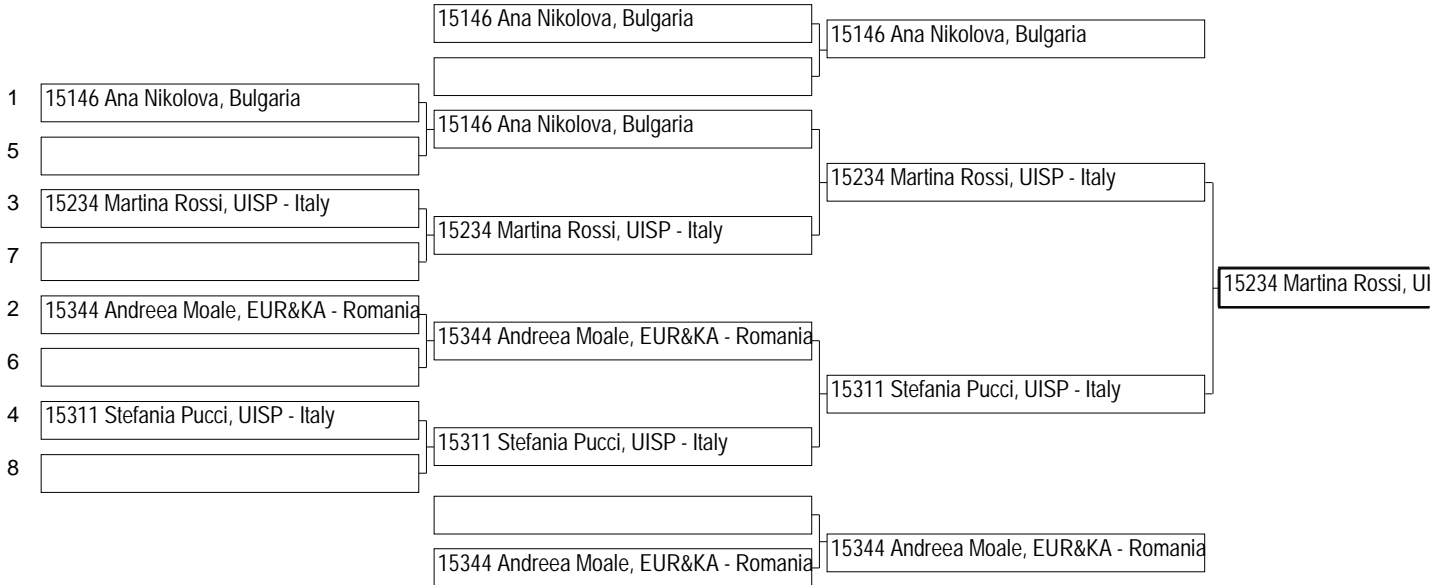 15146 Ana Nikolova, Bulgaria
15146 Ana Nikolova, Bulgaria
1 15146 Ana Nikolova, Bulgaria
15146 Ana Nikolova, Bulgaria
5
15234 Martina Rossi, UISP - Italy
3 15234 Martina Rossi, UISP - Italy
15234 Martina Rossi, UISP - Italy
7
15234 Martina Rossi, UI
2 15344 Andreea Moale, EUR&KA - Romania
15344 Andreea Moale, EUR&KA - Romania
6
15311 Stefania Pucci, UISP - Italy
4 15311 Stefania Pucci, UISP - Italy
15311 Stefania Pucci, UISP - Italy
8
15344 Andreea Moale, EUR&KA - Romania
15344 Andreea Moale, EUR&KA - Romania